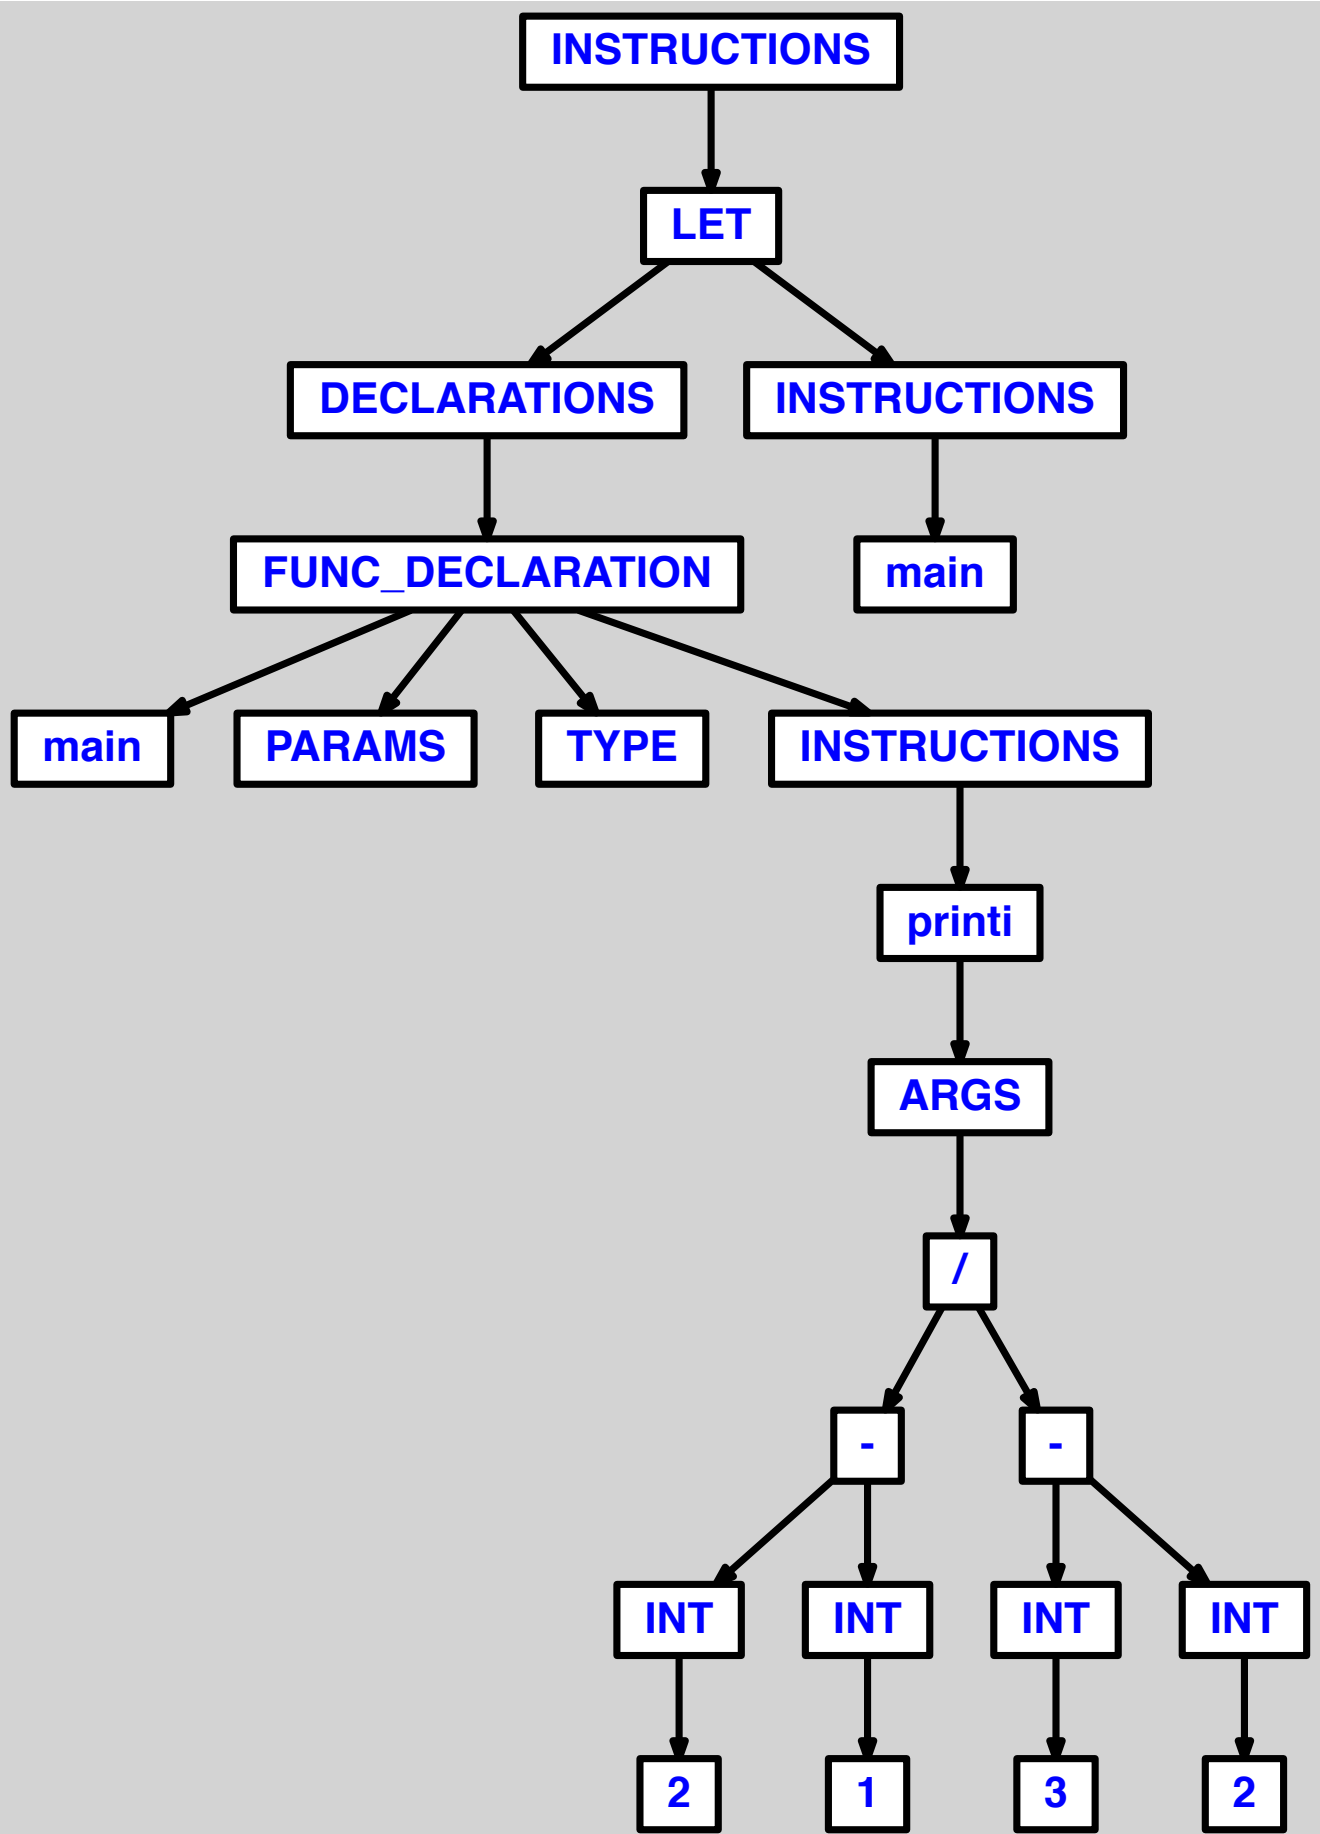 INSTRUCTIONS
LET
DECLARATIONS
INSTRUCTIONS
FUNC_DECLARATION
main
main
PARAMS
TYPE
INSTRUCTIONS
printi
ARGS
/
-
-
INT
INT
INT
INT
2
1
3
2